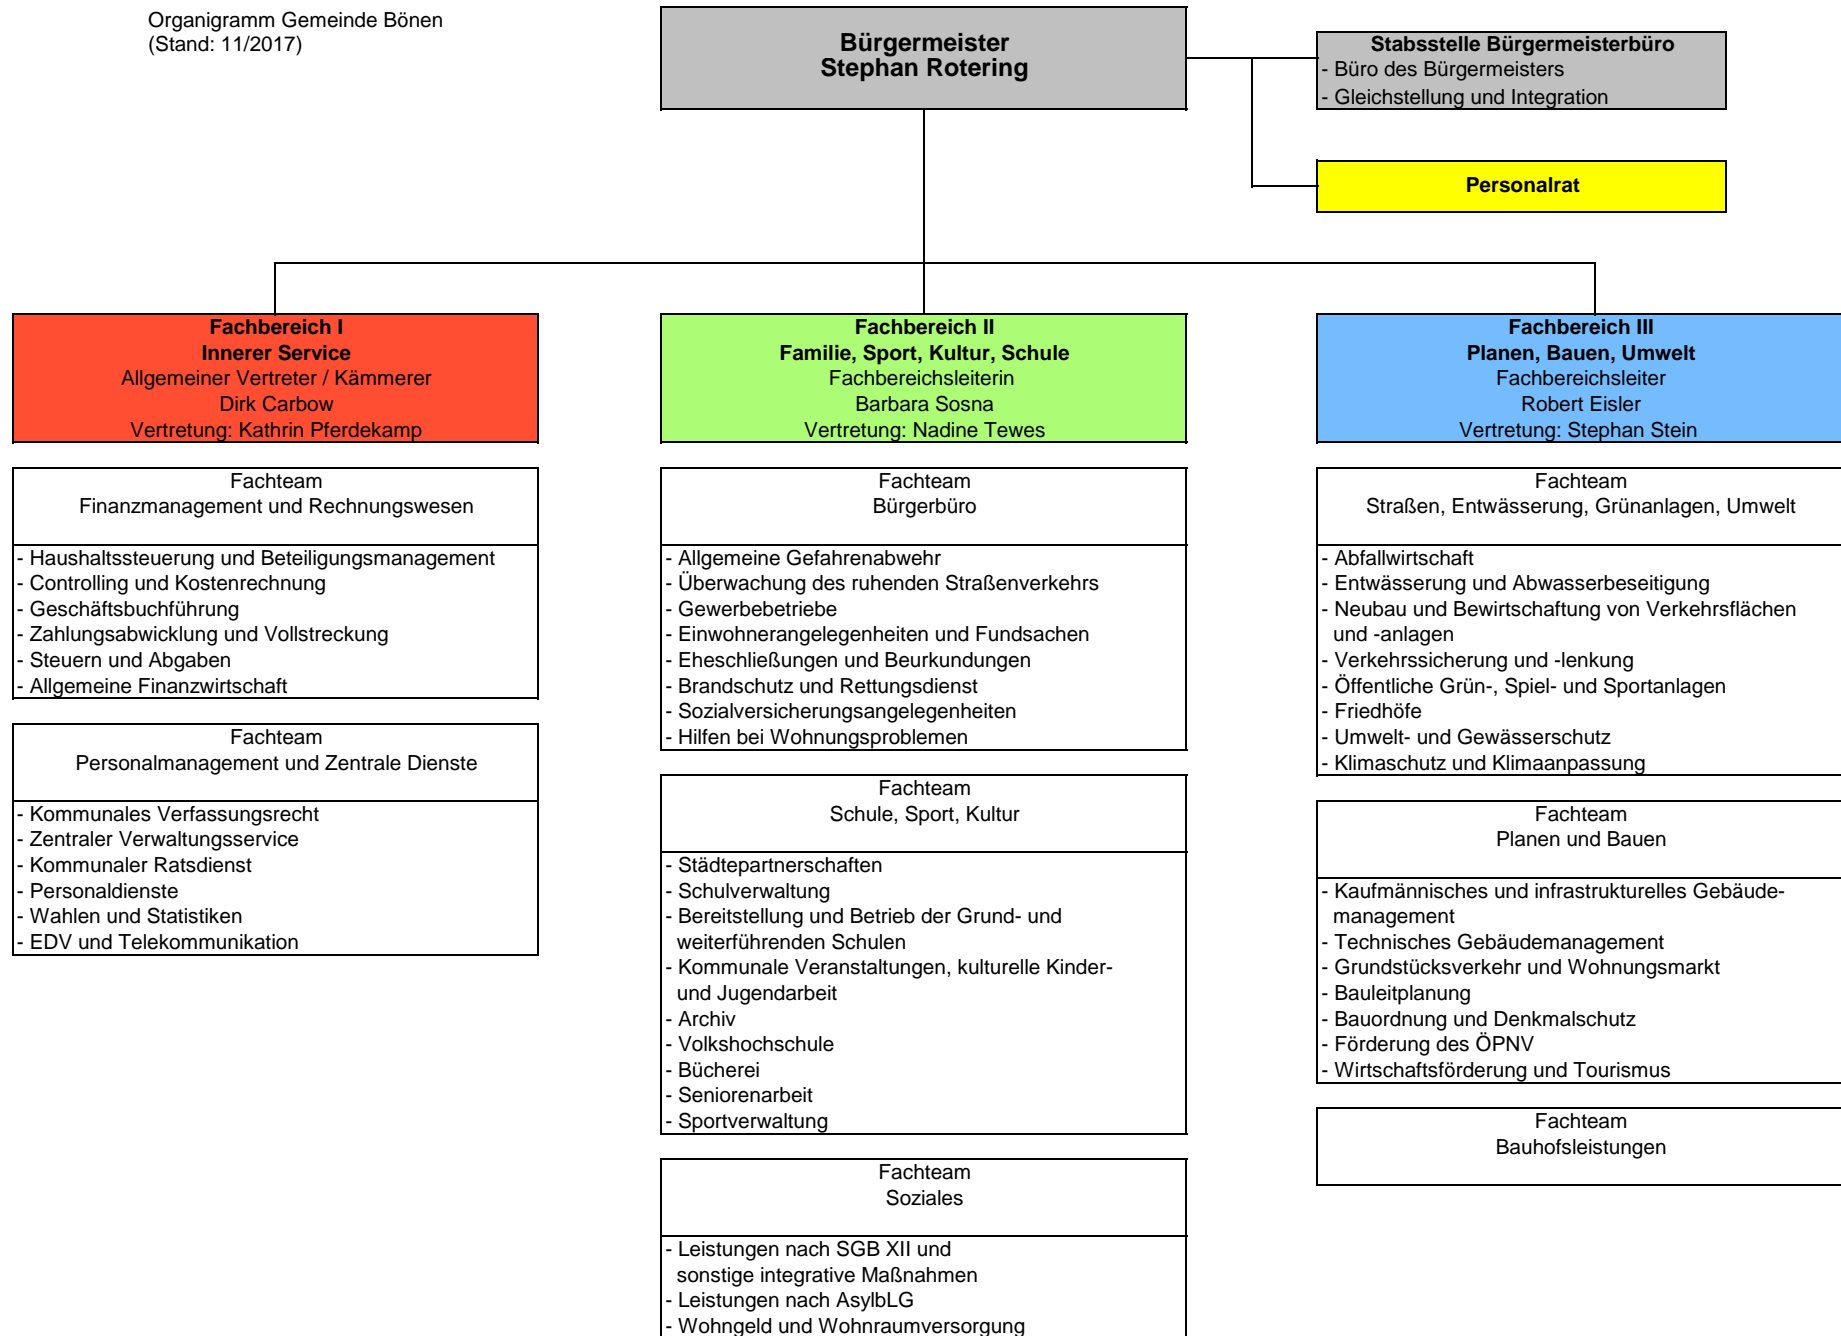 Organigramm Gemeinde Bönen
(Stand: 11/2017)
Bürgermeister
Stephan Rotering
Stabsstelle Bürgermeisterbüro
- Büro des Bürgermeisters
- Gleichstellung und Integration
Personalrat
Fachbereich I
Innerer Service
Allgemeiner Vertreter / Kämmerer
Dirk Carbow
Vertretung: Kathrin Pferdekamp
Fachteam
Finanzmanagement und Rechnungswesen
- Haushaltssteuerung und Beteiligungsmanagement
- Controlling und Kostenrechnung
- Geschäftsbuchführung
- Zahlungsabwicklung und Vollstreckung
- Steuern und Abgaben
- Allgemeine Finanzwirtschaft
Fachteam
Personalmanagement und Zentrale Dienste
- Kommunales Verfassungsrecht
- Zentraler Verwaltungsservice
- Kommunaler Ratsdienst
- Personaldienste
- Wahlen und Statistiken
- EDV und Telekommunikation
Fachbereich II
Familie, Sport, Kultur, Schule
Fachbereichsleiterin
Barbara Sosna
Vertretung: Nadine Tewes
Fachteam
Bürgerbüro
- Allgemeine Gefahrenabwehr
- Überwachung des ruhenden Straßenverkehrs
- Gewerbebetriebe
- Einwohnerangelegenheiten und Fundsachen
- Eheschließungen und Beurkundungen
- Brandschutz und Rettungsdienst
- Sozialversicherungsangelegenheiten
- Hilfen bei Wohnungsproblemen
Fachteam
Schule, Sport, Kultur
- Städtepartnerschaften
- Schulverwaltung
- Bereitstellung und Betrieb der Grund- und
weiterführenden Schulen
- Kommunale Veranstaltungen, kulturelle Kinder-
und Jugendarbeit
- Archiv
- Volkshochschule
- Bücherei
- Seniorenarbeit
- Sportverwaltung
Fachteam
Soziales
- Leistungen nach SGB XII und
sonstige integrative Maßnahmen
- Leistungen nach AsylbLG
- Wohngeld und Wohnraumversorgung
Fachbereich III
Planen, Bauen, Umwelt
Fachbereichsleiter
Robert Eisler
Vertretung: Stephan Stein
Fachteam
Straßen, Entwässerung, Grünanlagen, Umwelt
- Abfallwirtschaft
- Entwässerung und Abwasserbeseitigung
- Neubau und Bewirtschaftung von Verkehrsflächen
und -anlagen
- Verkehrssicherung und -lenkung
- Öffentliche Grün-, Spiel- und Sportanlagen
- Friedhöfe
- Umwelt- und Gewässerschutz
- Klimaschutz und Klimaanpassung
Fachteam
Planen und Bauen
- Kaufmännisches und infrastrukturelles Gebäude-
management
- Technisches Gebäudemanagement
- Grundstücksverkehr und Wohnungsmarkt
- Bauleitplanung
- Bauordnung und Denkmalschutz
- Förderung des ÖPNV
- Wirtschaftsförderung und Tourismus
Fachteam
Bauhofsleistungen